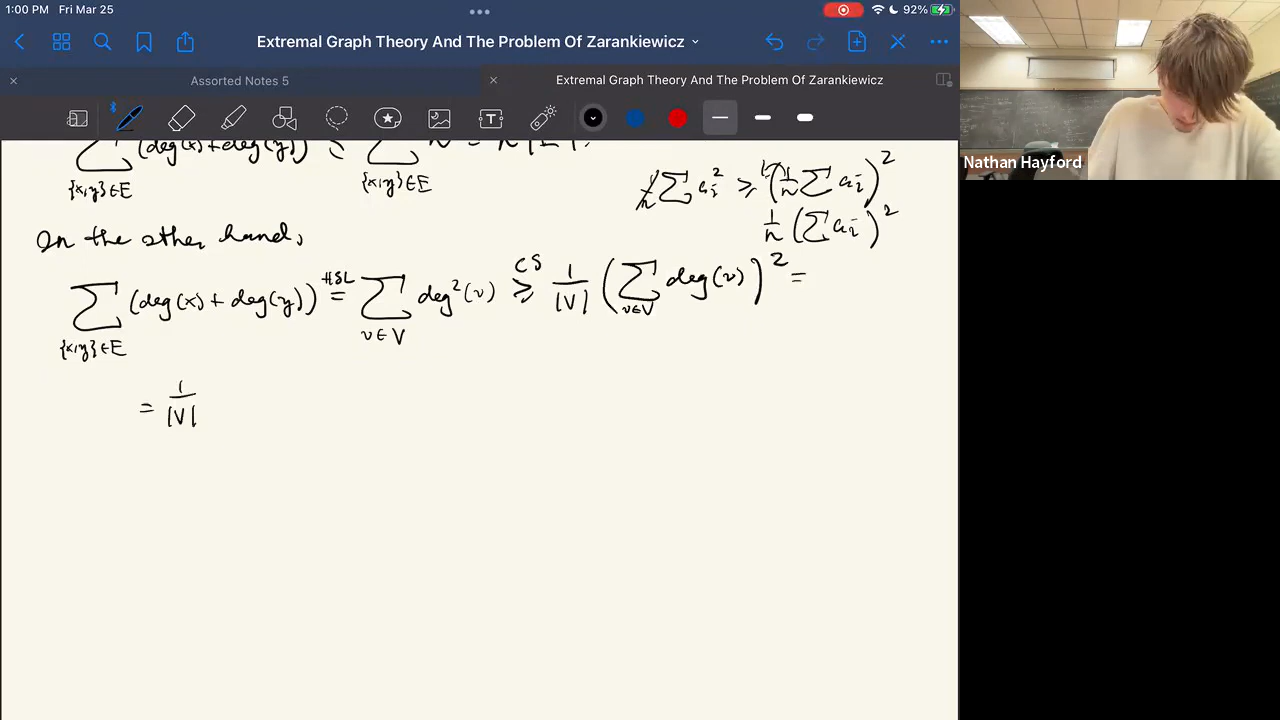 1:00 PM Fri Mar 25
92%
Extremal Graph Theory And The Problem Of Zarankiewicz
Assorted Notes 5
Extremal Graph Theory And The Problem Of Zarankiewicz
Nathan Hayford
∑_{{x,y}∈E} (deg(x)+deg(y)) ≤ ∑_{{x,y}∈E} n = n|E|.
1/n ∑ aᵢ² ≥ (1/n ∑ aᵢ)²
1/n (∑ aᵢ)²
On the other hand,
∑_{{x,y}∈E} (deg(x) + deg(y)) =^{HSL} ∑_{v∈V} deg²(v) ≥^{CS} 1/|V| (∑_{v∈V} deg(v))² =
= 1/|V|